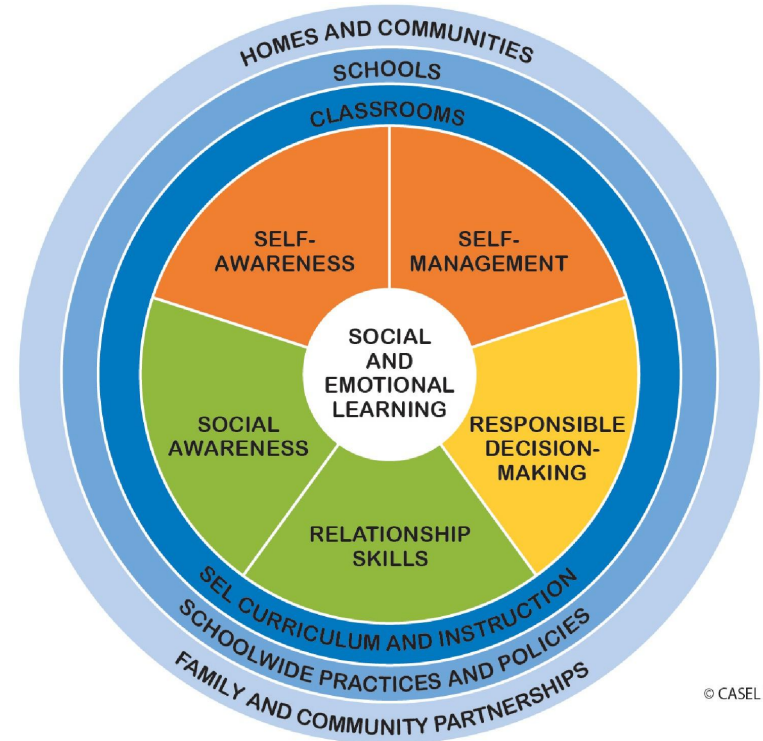 HOMES AND COMMUNITIES
SCHOOLS
CLASSROOMS
SELF-
AWARENESS
SELF-
MANAGEMENT
SOCIAL
AND
EMOTIONAL
LEARNING
SOCIAL
AWARENESS
RESPONSIBLE
DECISION-
MAKING
RELATIONSHIP
SKILLS
SEL CURRICULUM AND INSTRUCTION
SCHOOLWIDE PRACTICES AND POLICIES
FAMILY AND COMMUNITY PARTNERSHIPS
© CASEL